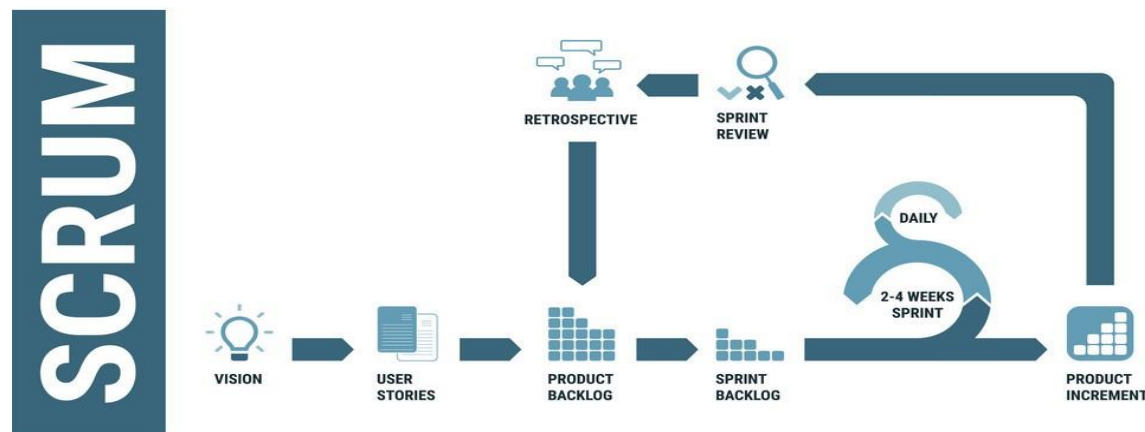 SCRUM
RETROSPECTIVE
SPRINT
REVIEW
DAILY
2-4 WEEKS
SPRINT
VISION
USER
STORIES
PRODUCT
BACKLOG
SPRINT
BACKLOG
PRODUCT
INCREMENT